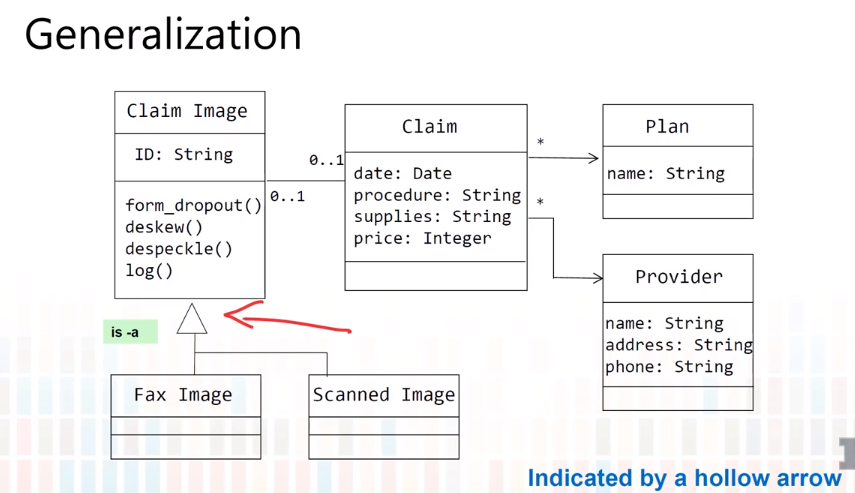 Generalization
Claim Image
ID: String
form_dropout()
deskew()
despeckle()
log()
0..1
0..1
Claim
date: Date
procedure: String
supplies: String
price: Integer
*
*
Plan
name: String
Provider
name: String
address: String
phone: String
is -a
Fax Image
Scanned Image
Indicated by a hollow arrow